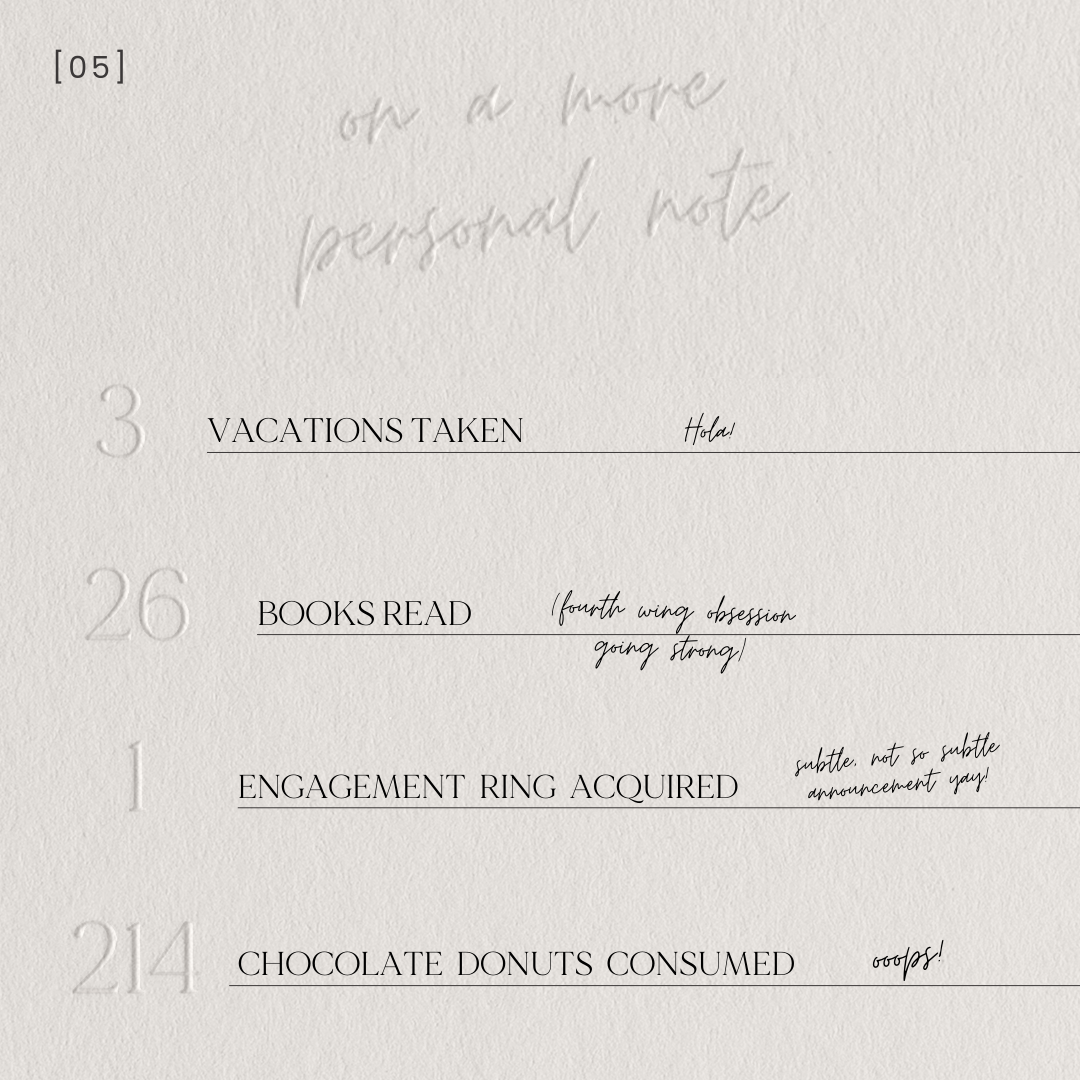 [05]
on a more
personal note
3 VACATIONS TAKEN Hola!
26 BOOKS READ (fourth wing obsession
going strong)
subtle, not so subtle
1 ENGAGEMENT RING ACQUIRED announcement yay!
214 CHOCOLATE DONUTS CONSUMED ooops!